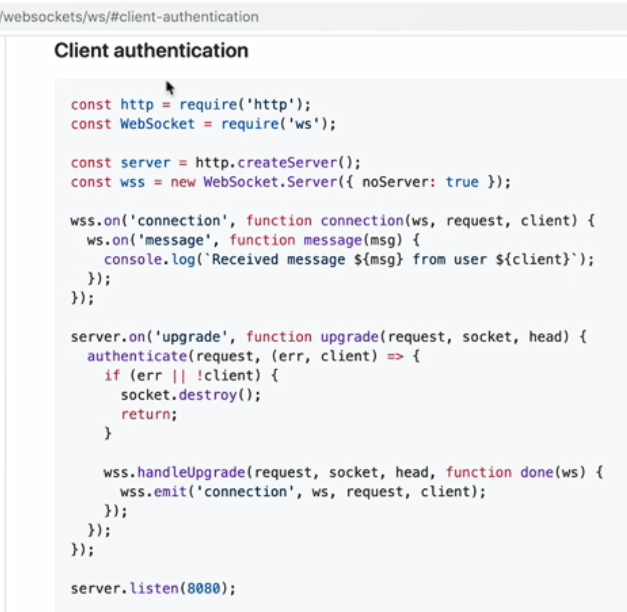 /websockets/ws/#client-authentication
Client authentication
const http = require('http');
const WebSocket = require('ws');
const server = http.createServer();
const wss = new WebSocket.Server({ noServer: true });
wss.on('connection', function connection(ws, request, client) {
  ws.on('message', function message(msg) {
    console.log(`Received message ${msg} from user ${client}`);
  });
});
server.on('upgrade', function upgrade(request, socket, head) {
  authenticate(request, (err, client) => {
    if (err || !client) {
      socket.destroy();
      return;
    }
    wss.handleUpgrade(request, socket, head, function done(ws) {
      wss.emit('connection', ws, request, client);
    });
  });
});
server.listen(8080);